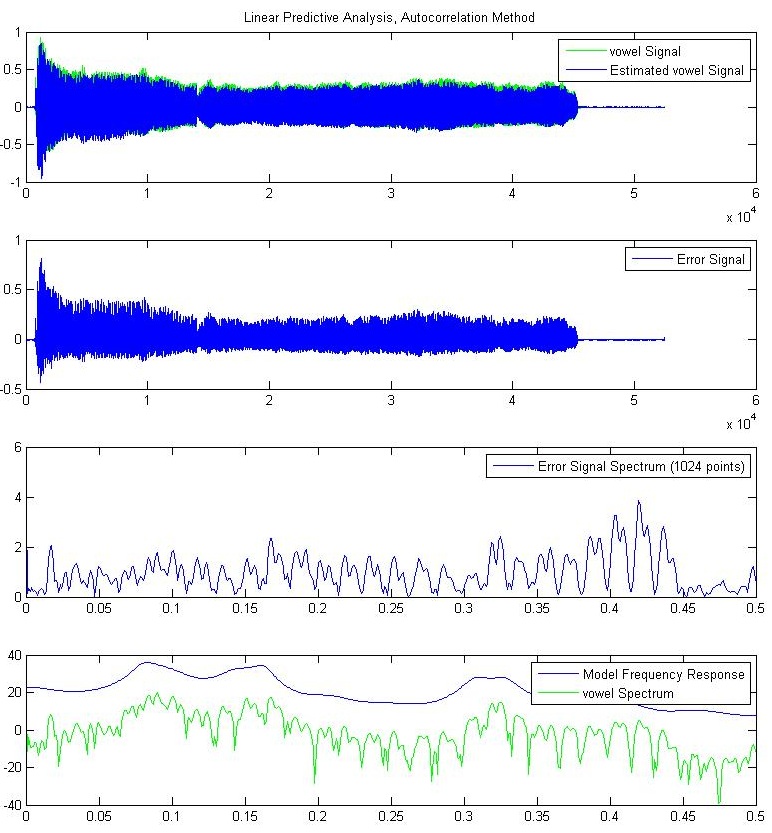 Linear Predictive Analysis, Autocorrelation Method
1
0.5
0
-0.5
-1
vowel Signal
Estimated vowel Signal
0 1 2 3 4 5 6
x 10^4
1
0.5
0
-0.5
Error Signal
0 1 2 3 4 5 6
x 10^4
6
4
2
0
Error Signal Spectrum (1024 points)
0 0.05 0.1 0.15 0.2 0.25 0.3 0.35 0.4 0.45 0.5
40
20
0
-20
-40
Model Frequency Response
vowel Spectrum
0 0.05 0.1 0.15 0.2 0.25 0.3 0.35 0.4 0.45 0.5